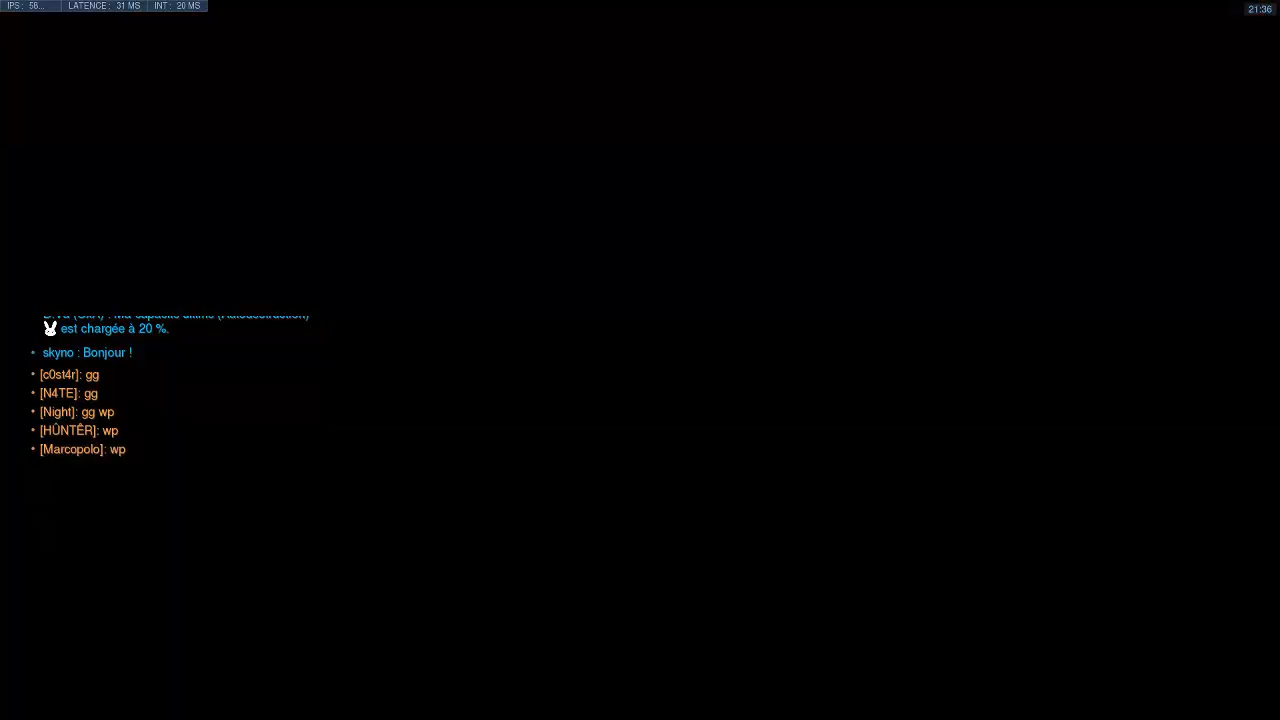 IPS : 58... LATENCE : 31 MS INT : 20 MS
21:36
est chargée à 20 %.
• skyno : Bonjour !
• [c0st4r]: gg
• [N4TE]: gg
• [Night]: gg wp
• [HÛNTÊR]: wp
• [Marcopolo]: wp